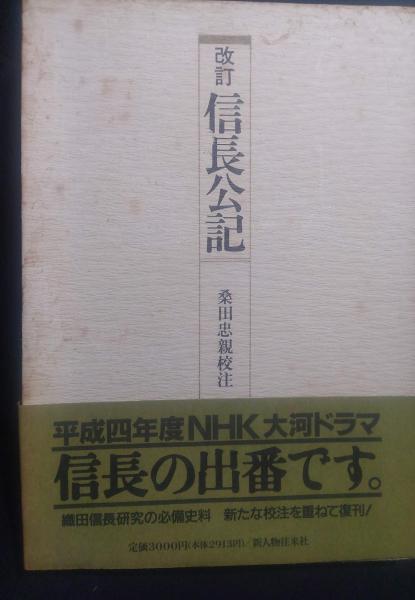 改訂
信長公記
桑田忠親校注
平成四年度NHK大河ドラマ
信長の出番です。
織田信長研究の必備史料 新たな校注を重ねて復刊!
定価3000円(本体2913円)/新人物往来社